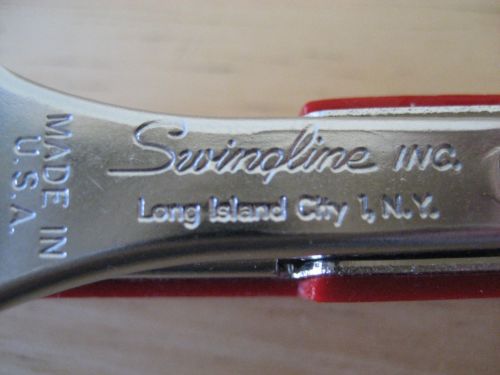 Swingline INC.
Long Island City 1, N.Y.
MADE IN
U.S.A.